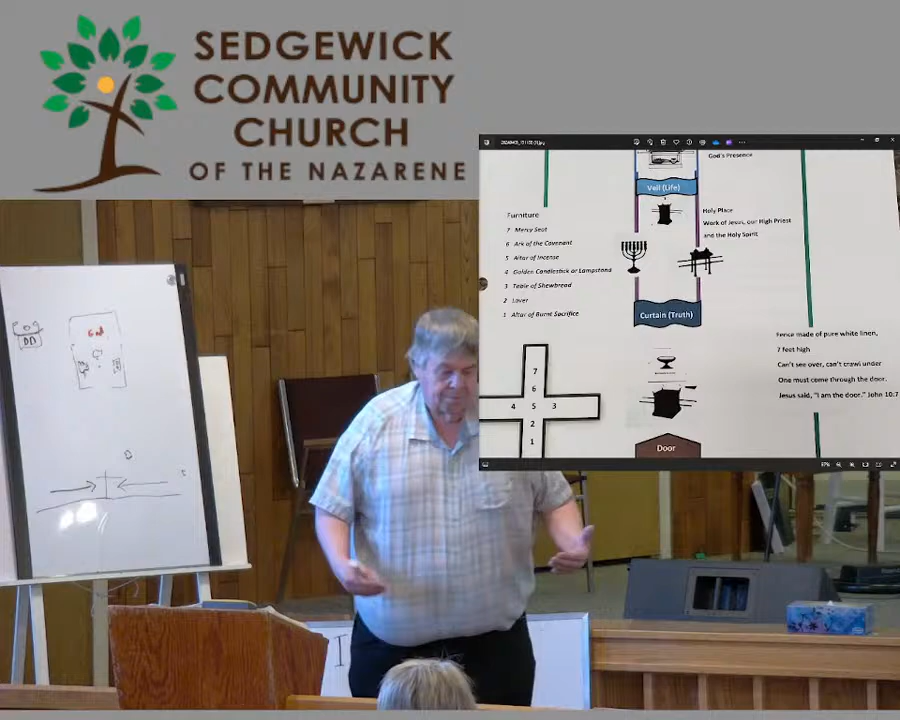 SEDGEWICK
COMMUNITY
CHURCH
OF THE NAZARENE
God's Presence
Veil (Life)
Holy Place
Work of Jesus, our High Priest
and the Holy Spirit
Furniture
7 Mercy Seat
6 Ark of the Covenant
5 Altar of Incense
4 Golden Candlestick or Lampstand
3 Table of Shewbread
2 Laver
1 Altar of Burnt Sacrifice
Curtain (Truth)
Fence made of pure white linen,
7 feet high
Can't see over, can't crawl under
One must come through the door.
Jesus said, "I am the door." John 10:7
7
6
4 5 3
2
1
Door
God